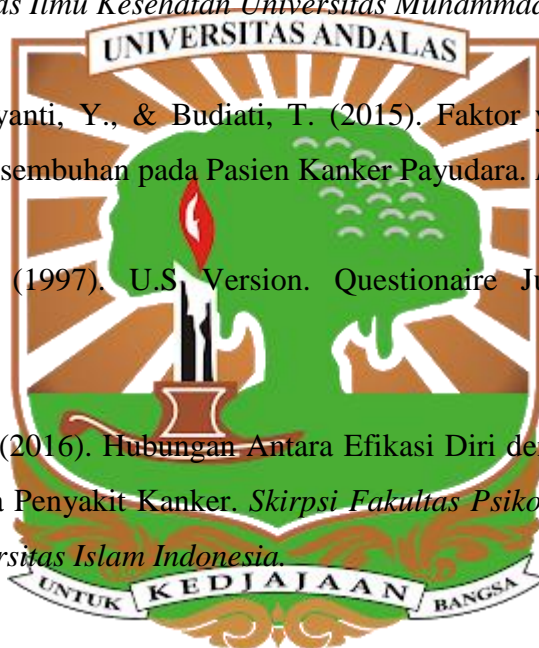 as Ilmu Kesehatan Universitas Muhammad
UNIVERSITAS ANDALAS
yanti, Y., & Budiati, T. (2015). Faktor y
sembuhan pada Pasien Kanker Payudara.
(1997). U.S Version. Questionaire Ju
(2016). Hubungan Antara Efikasi Diri de
Penyakit Kanker. Skirpsi Fakultas Psiko
rsitas Islam Indonesia.
UNTUK KEDJAJAAN BANGSA